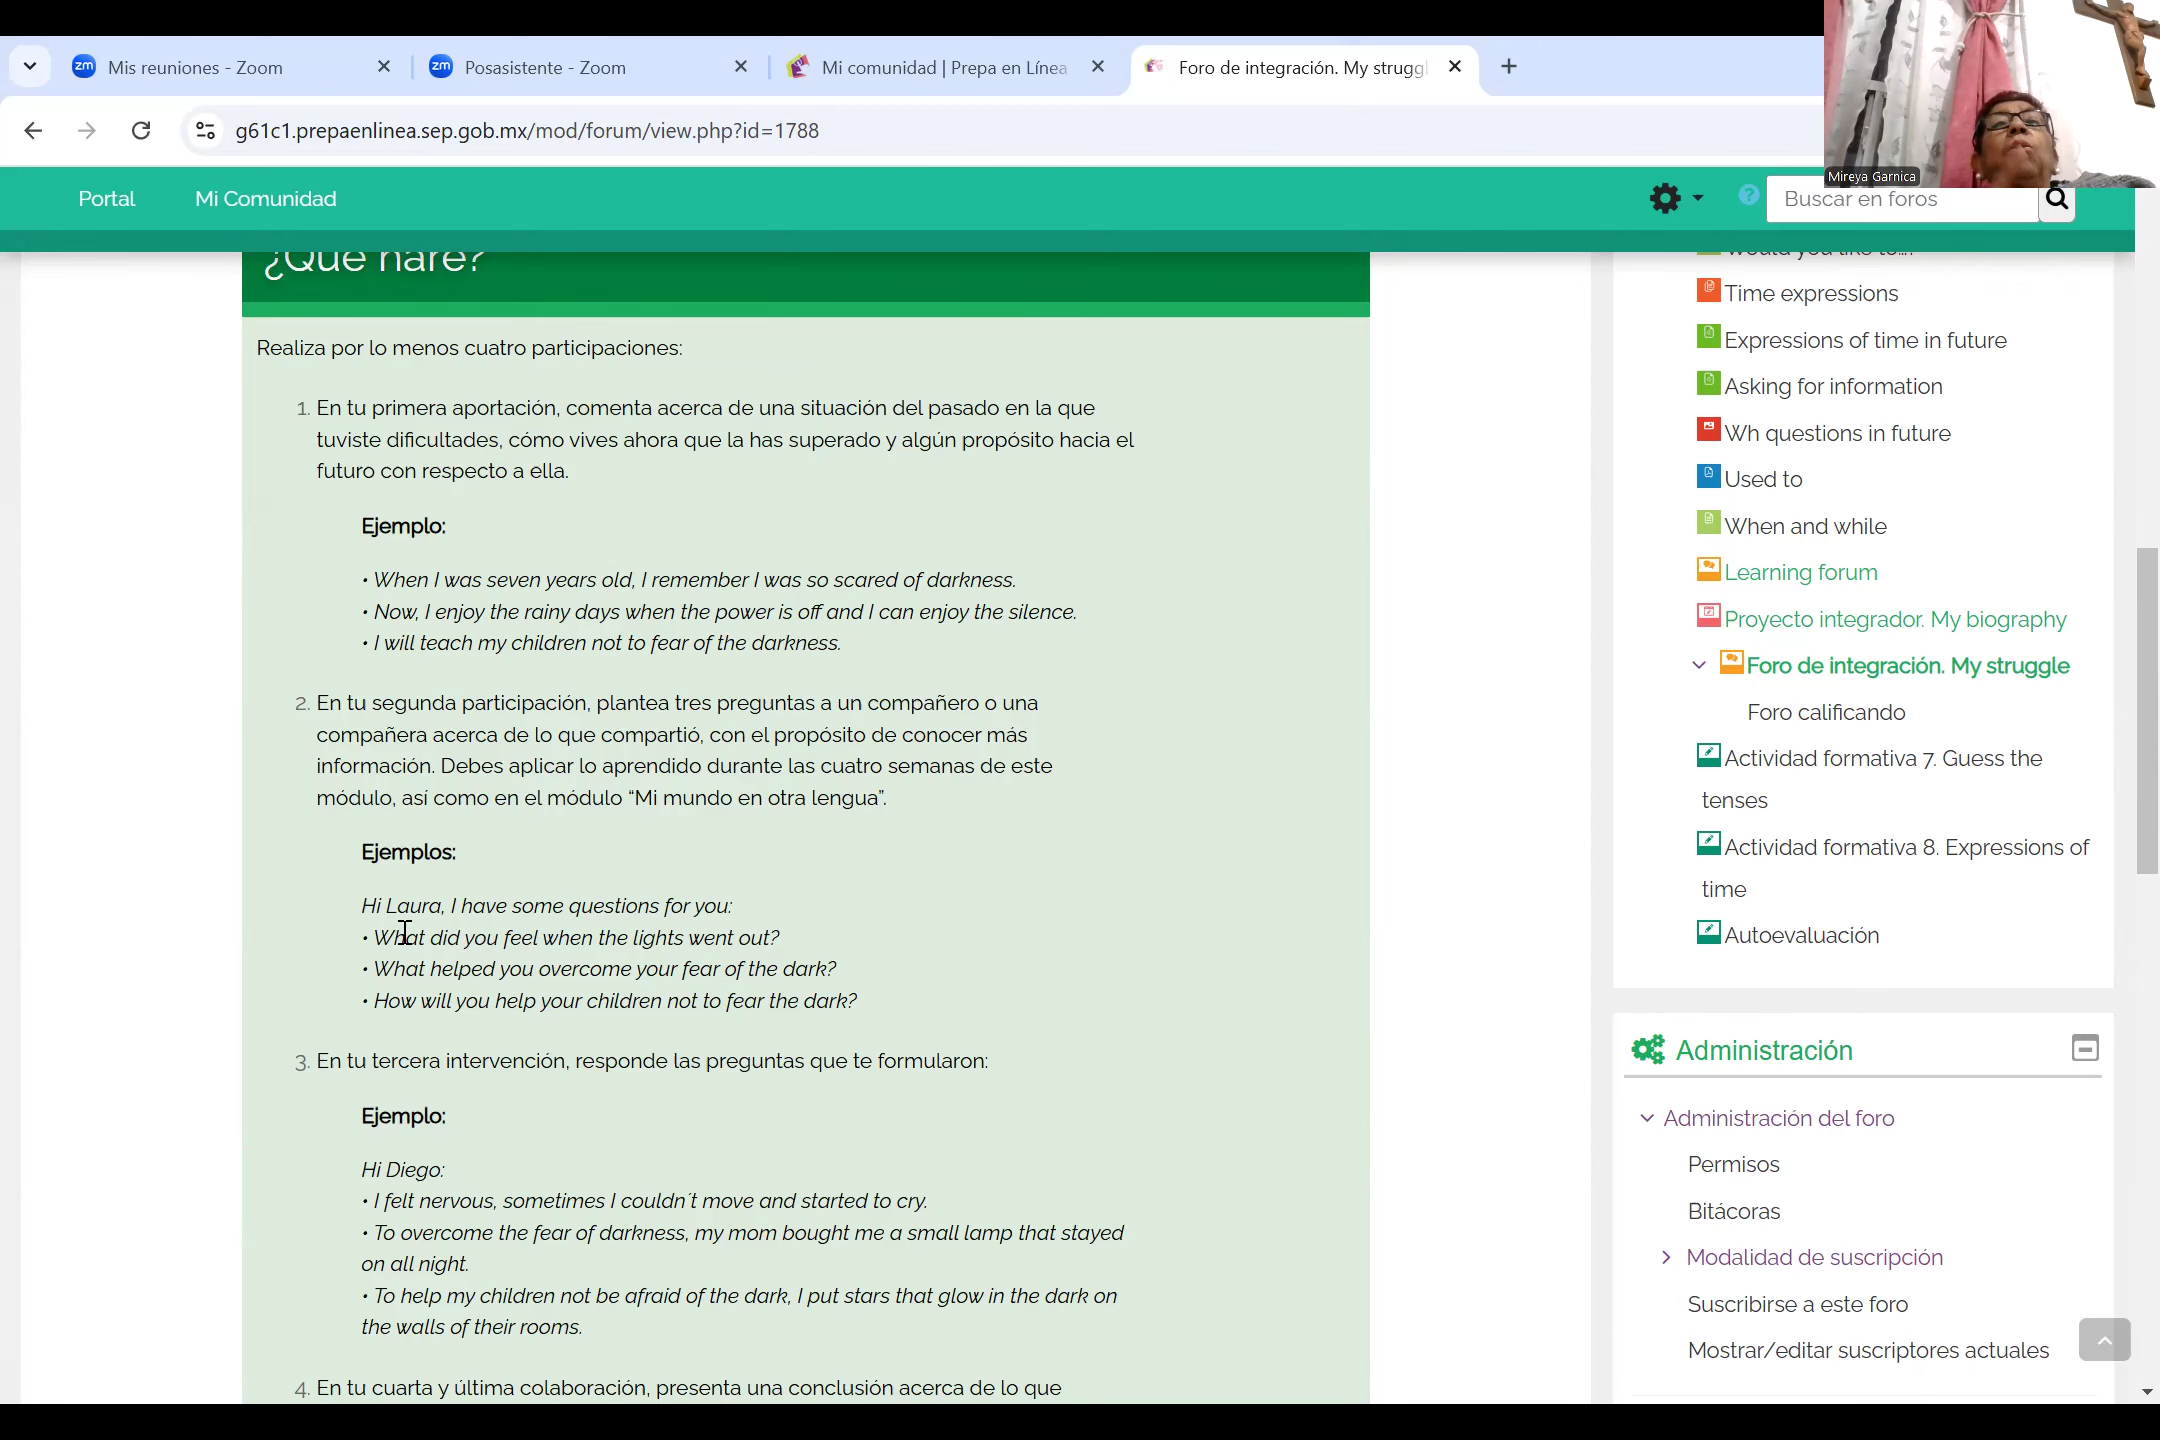 Mis reuniones - Zoom
Posasistente - Zoom
Mi comunidad | Prepa en Línea
Foro de integración. My struggl
g61c1.prepaenlinea.sep.gob.mx/mod/forum/view.php?id=1788
Mireya Garnica
Portal
Mi Comunidad
Buscar en foros
¿Qué haré?
Realiza por lo menos cuatro participaciones:
1. En tu primera aportación, comenta acerca de una situación del pasado en la que
tuviste dificultades, cómo vives ahora que la has superado y algún propósito hacia el
futuro con respecto a ella.
Ejemplo:
• When I was seven years old, I remember I was so scared of darkness.
• Now, I enjoy the rainy days when the power is off and I can enjoy the silence.
• I will teach my children not to fear of the darkness.
2. En tu segunda participación, plantea tres preguntas a un compañero o una
compañera acerca de lo que compartió, con el propósito de conocer más
información. Debes aplicar lo aprendido durante las cuatro semanas de este
módulo, así como en el módulo “Mi mundo en otra lengua”.
Ejemplos:
Hi Laura, I have some questions for you:
• What did you feel when the lights went out?
• What helped you overcome your fear of the dark?
• How will you help your children not to fear the dark?
3. En tu tercera intervención, responde las preguntas que te formularon:
Ejemplo:
Hi Diego:
• I felt nervous, sometimes I couldn´t move and started to cry.
• To overcome the fear of darkness, my mom bought me a small lamp that stayed
on all night.
• To help my children not be afraid of the dark, I put stars that glow in the dark on
the walls of their rooms.
4. En tu cuarta y última colaboración, presenta una conclusión acerca de lo que
Would you like to...?
Time expressions
Expressions of time in future
Asking for information
Wh questions in future
Used to
When and while
Learning forum
Proyecto integrador. My biography
Foro de integración. My struggle
Foro calificando
Actividad formativa 7. Guess the
tenses
Actividad formativa 8. Expressions of
time
Autoevaluación
Administración
Administración del foro
Permisos
Bitácoras
Modalidad de suscripción
Suscribirse a este foro
Mostrar/editar suscriptores actuales